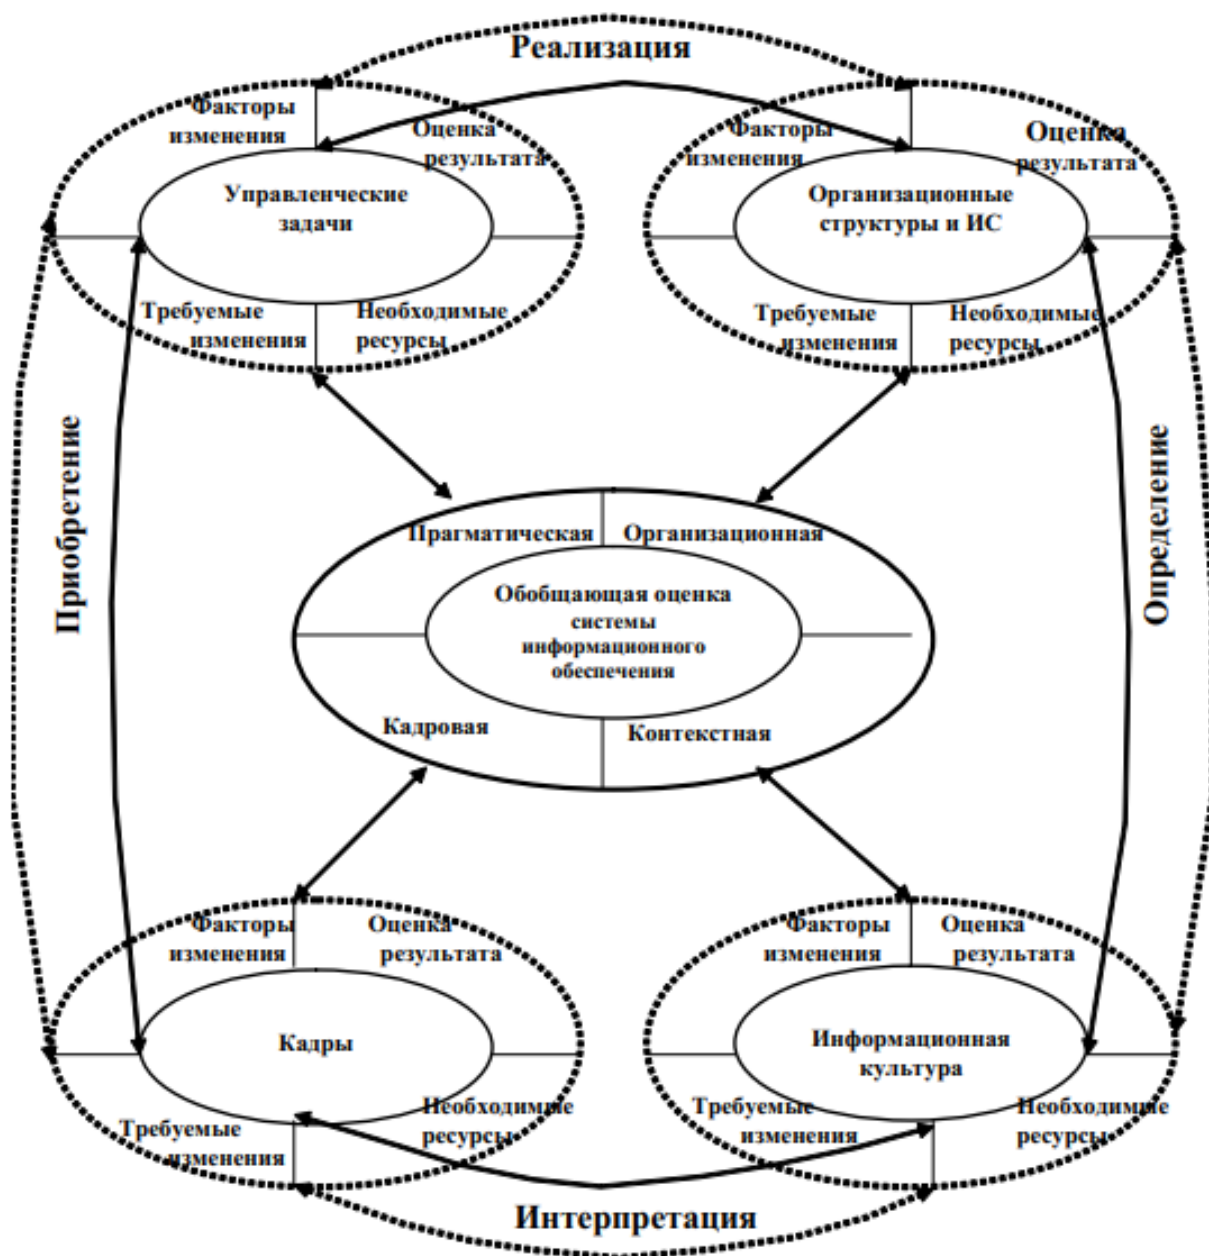 Реализация
Факторы
изменения
Оценка
результата
Управленческие
задачи
Требуемые
изменения
Необходимые
ресурсы
Факторы
изменения
Оценка
результата
Организационные
структуры и ИС
Требуемые
изменения
Необходимые
ресурсы
Приобретение
Прагматическая
Организационная
Обобщающая оценка
системы
информационного
обеспечения
Кадровая
Контекстная
Определение
Факторы
изменения
Оценка
результата
Кадры
Требуемые
изменения
Необходимые
ресурсы
Факторы
изменения
Оценка
результата
Информационная
культура
Требуемые
изменения
Необходимые
ресурсы
Интерпретация